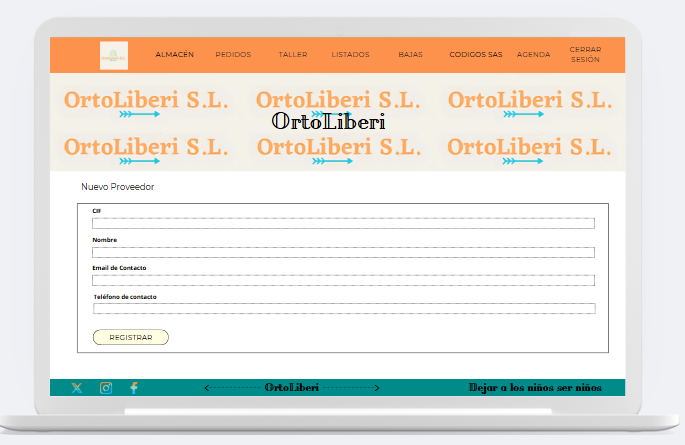 ALMACÉN PEDIDOS TALLER LISTADOS BAJAS CODIGOS SAS AGENDA CERRAR SESIÓN
OrtoLiberi S.L. OrtoLiberi S.L. OrtoLiberi S.L.
OrtoLiberi
OrtoLiberi S.L. OrtoLiberi S.L. OrtoLiberi S.L.
Nuevo Proveedor
CIF
Nombre
Email de Contacto
Teléfono de contacto
REGISTRAR
<------------- OrtoLiberi ------------->
Dejar a los niños ser niños